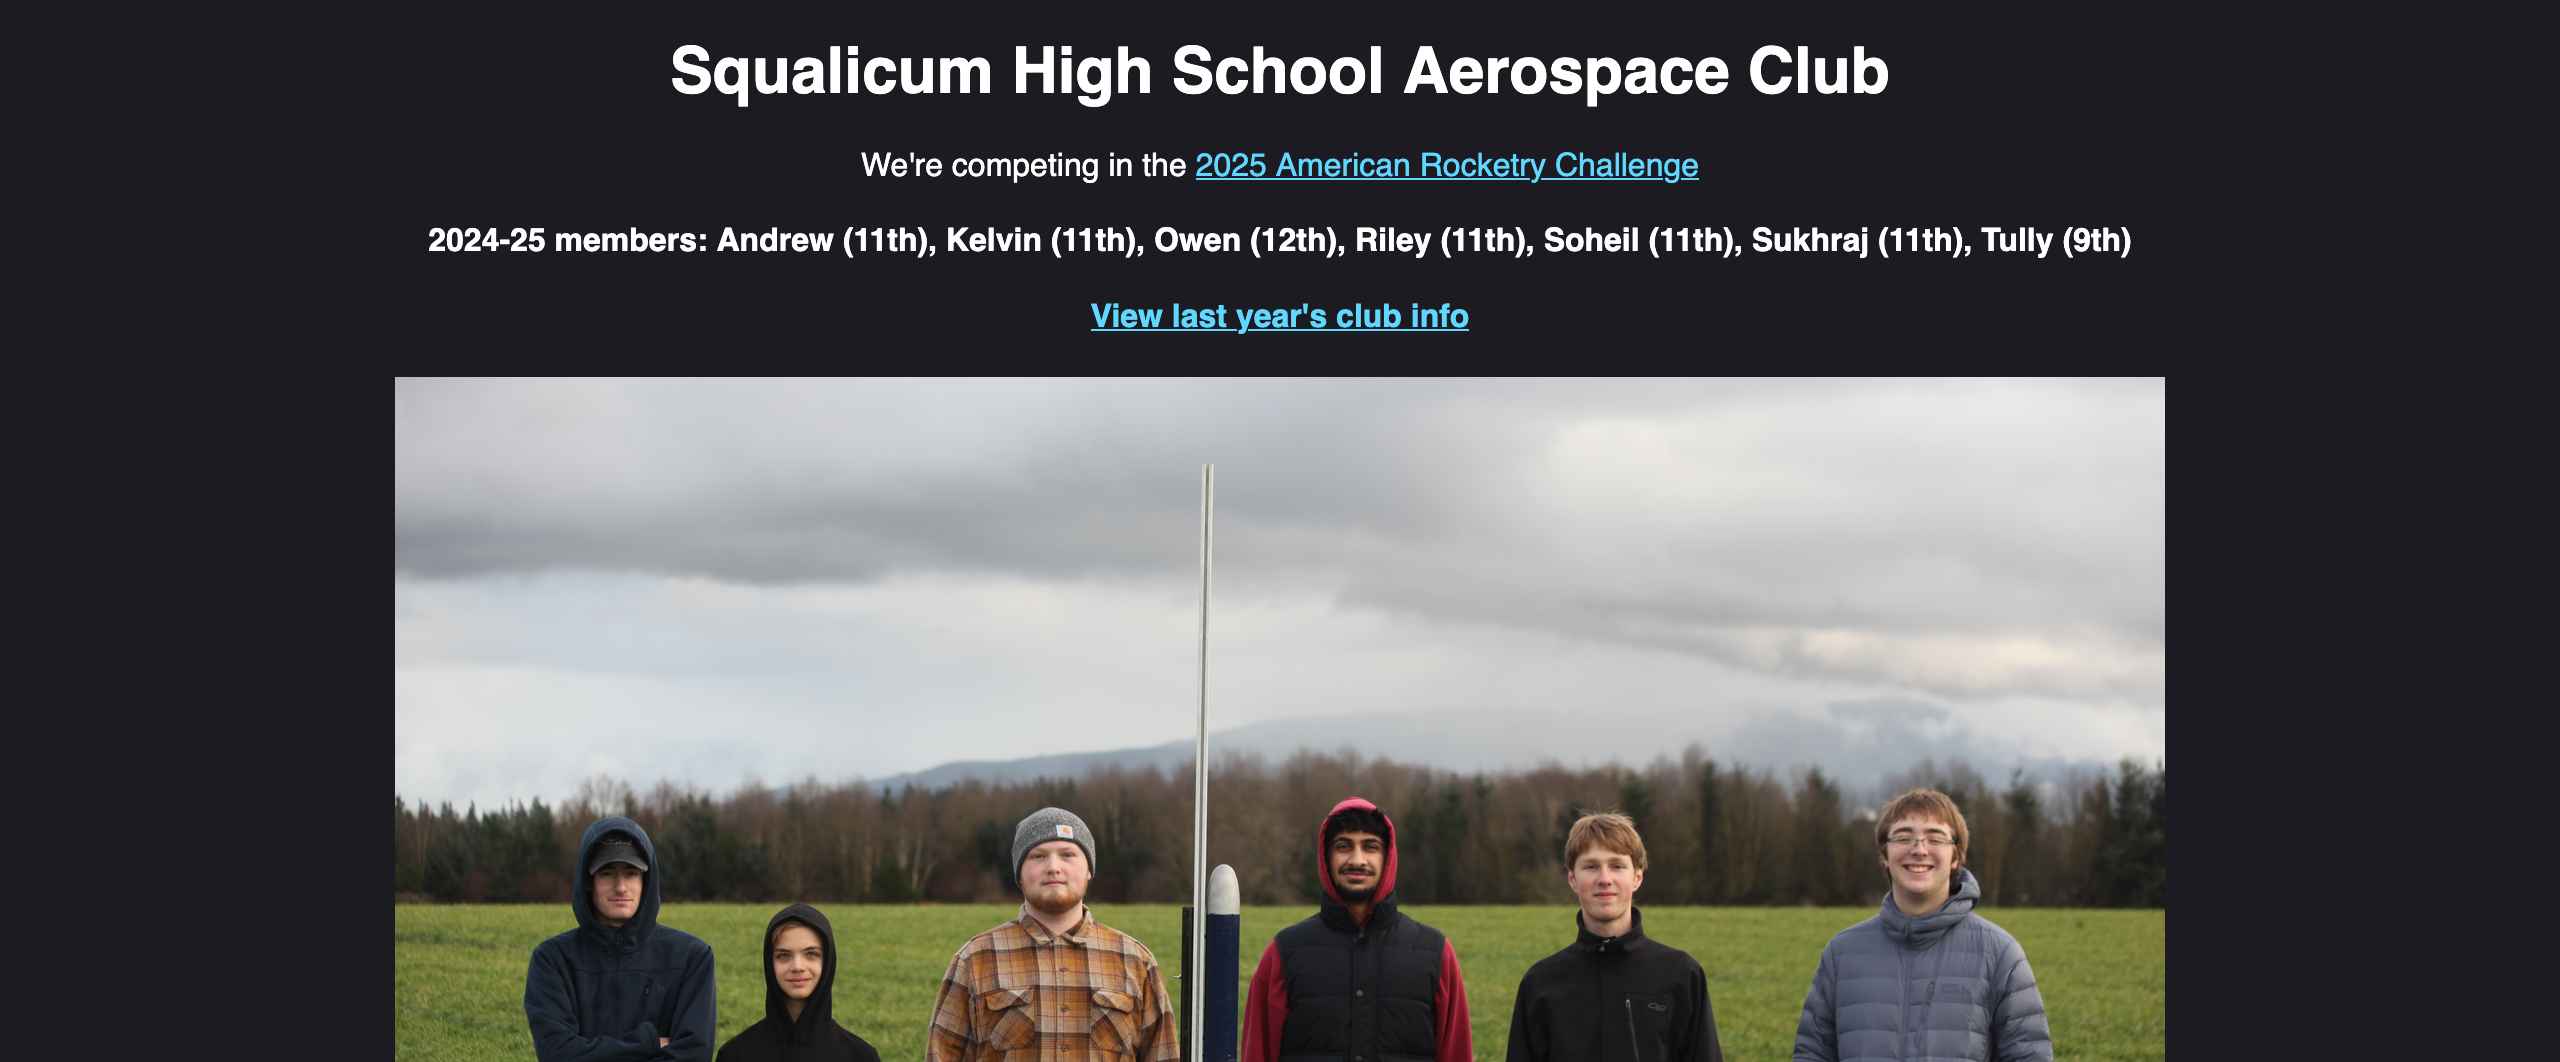 Squalicum High School Aerospace Club
We're competing in the 2025 American Rocketry Challenge
2024-25 members: Andrew (11th), Kelvin (11th), Owen (12th), Riley (11th), Soheil (11th), Sukhraj (11th), Tully (9th)
View last year's club info